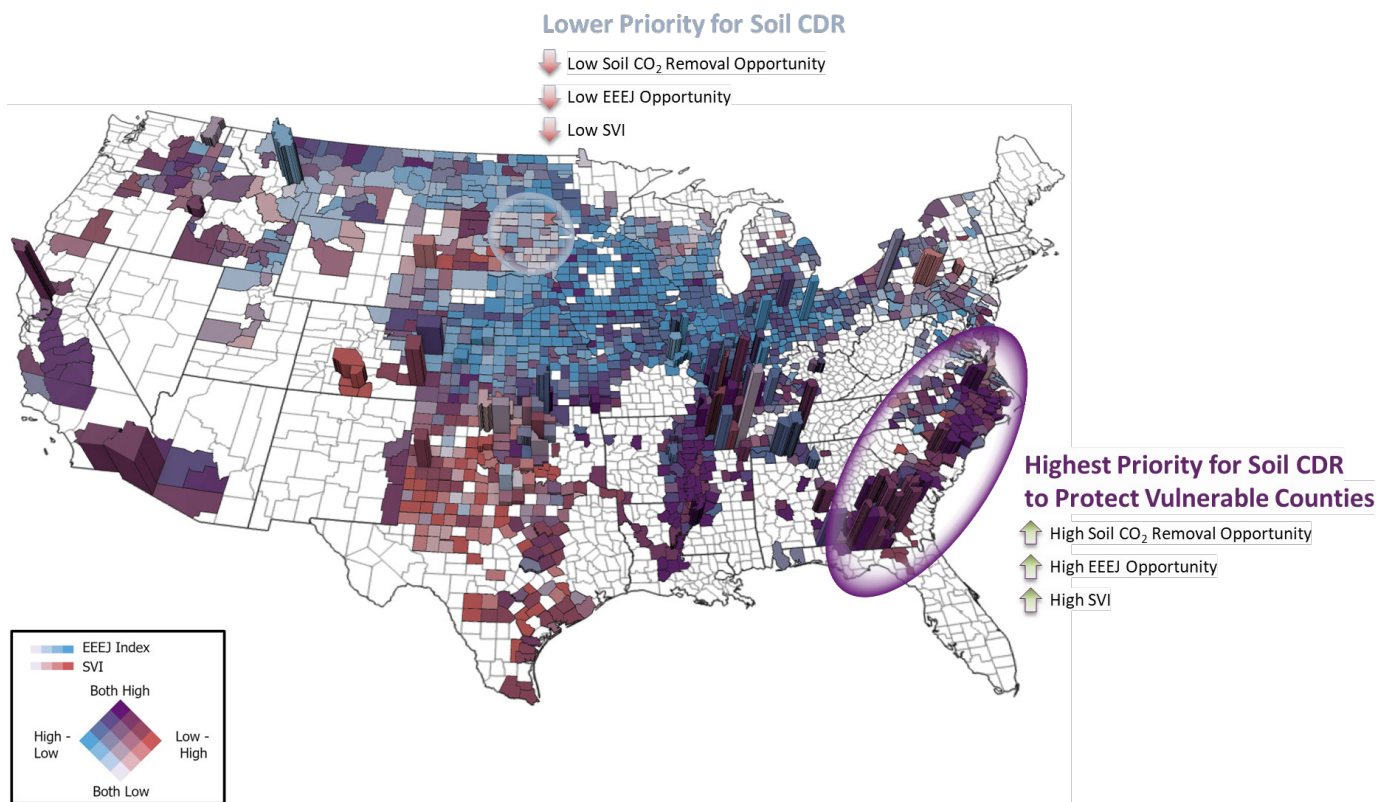 Lower Priority for Soil CDR
Low Soil CO₂ Removal Opportunity
Low EEEJ Opportunity
Low SVI
Highest Priority for Soil CDR
to Protect Vulnerable Counties
High Soil CO₂ Removal Opportunity
High EEEJ Opportunity
High SVI
EEEJ Index
SVI
Both High
High -
Low
Low -
High
Both Low